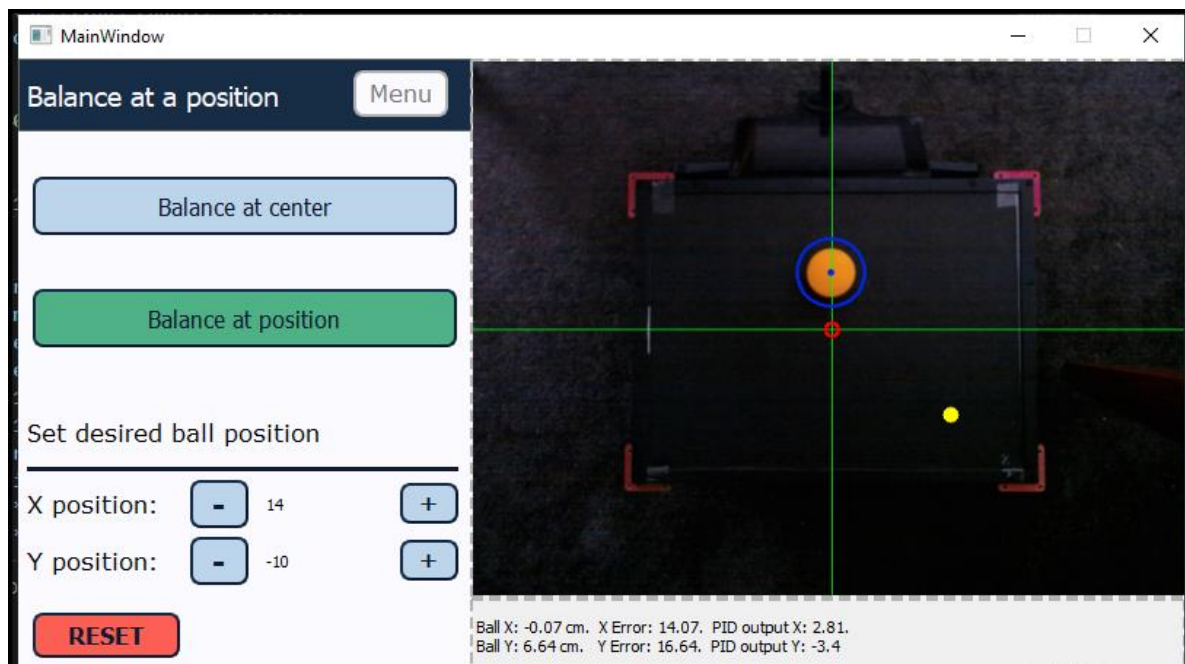 MainWindow
Balance at a position
Menu
Balance at center
Balance at position
Set desired ball position
X position:
-
14
+
Y position:
-
-10
+
RESET
Ball X: -0.07 cm. X Error: 14.07. PID output X: 2.81.
Ball Y: 6.64 cm. Y Error: 16.64. PID output Y: -3.4